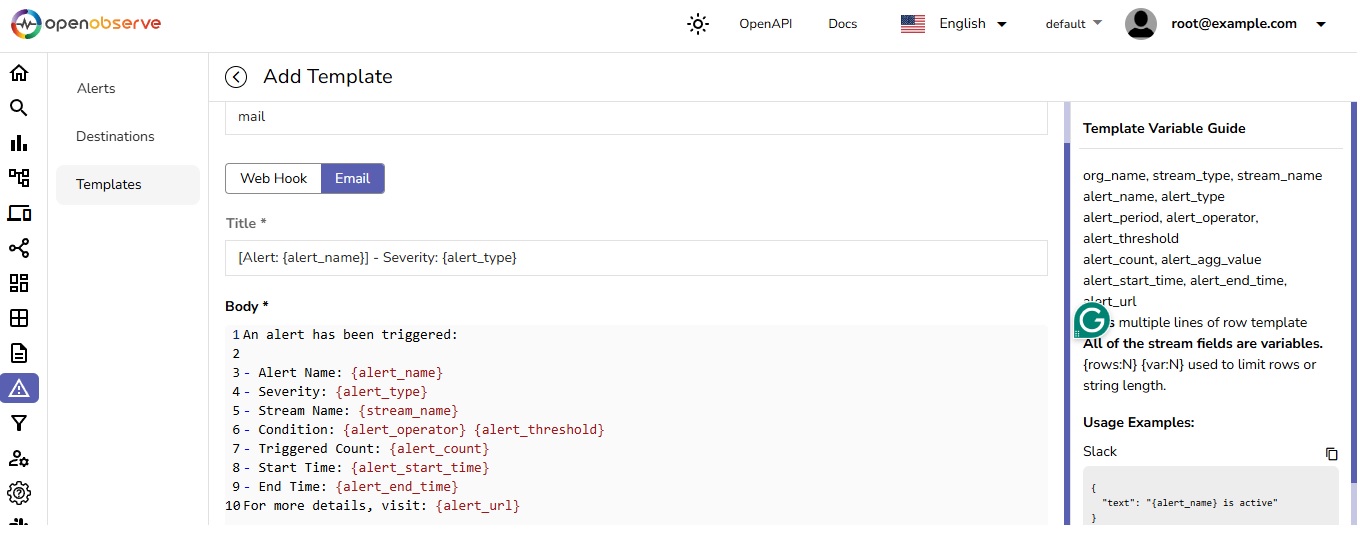 openobserve
OpenAPI
Docs
English
default
root@example.com
Alerts
Destinations
Templates
Add Template
mail
Web Hook
Email
Title *
[Alert: {alert_name}] - Severity: {alert_type}
Body *
1 An alert has been triggered:
2
3 - Alert Name: {alert_name}
4 - Severity: {alert_type}
5 - Stream Name: {stream_name}
6 - Condition: {alert_operator} {alert_threshold}
7 - Triggered Count: {alert_count}
8 - Start Time: {alert_start_time}
9 - End Time: {alert_end_time}
10 For more details, visit: {alert_url}
Template Variable Guide
org_name, stream_type, stream_name
alert_name, alert_type
alert_period, alert_operator,
alert_threshold
alert_count, alert_agg_value
alert_start_time, alert_end_time,
alert_url
multiple lines of row template
All of the stream fields are variables.
{rows:N} {var:N} used to limit rows or
string length.
Usage Examples:
Slack
{
"text": "{alert_name} is active"
}